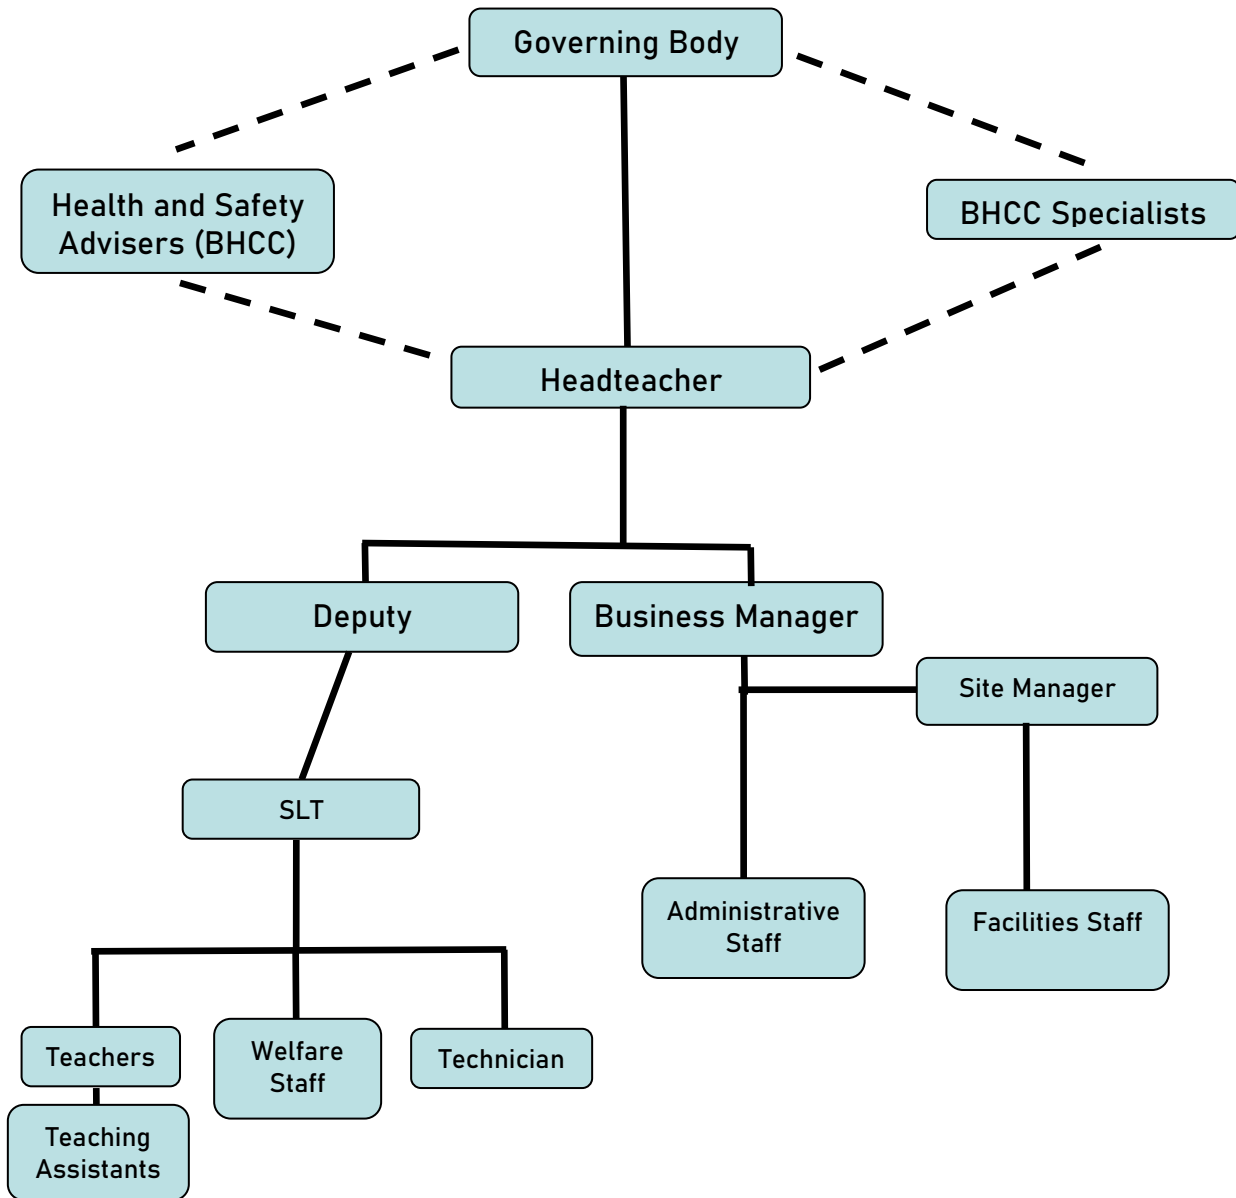 Governing Body
Health and Safety
Advisers (BHCC)
BHCC Specialists
Headteacher
Deputy
Business Manager
Site Manager
SLT
Administrative
Staff
Facilities Staff
Teachers
Welfare
Staff
Technician
Teaching
Assistants